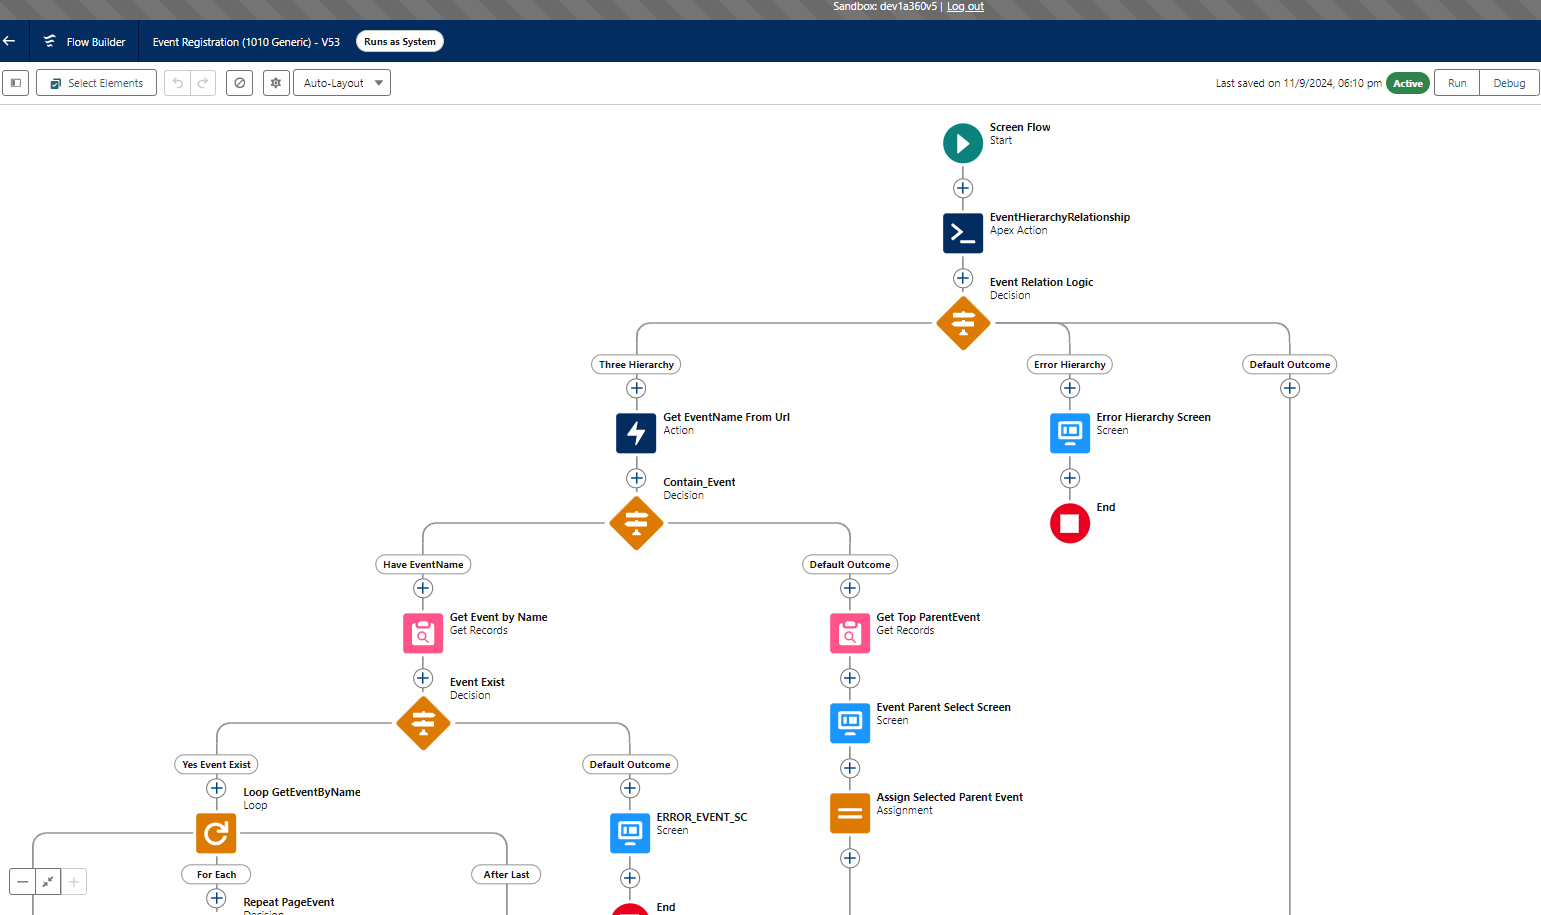 Sandbox: dev1a360v5 | Log out
Flow Builder
Event Registration (1010 Generic) - V53
Runs as System
Select Elements
Auto-Layout
Last saved on 11/9/2024, 06:10 pm
Active
Run
Debug
Screen Flow
Start
EventHierarchyRelationship
Apex Action
Event Relation Logic
Decision
Three Hierarchy
Error Hierarchy
Default Outcome
Get EventName From Url
Action
Error Hierarchy Screen
Screen
Contain_Event
Decision
End
Have EventName
Default Outcome
Get Event by Name
Get Records
Get Top ParentEvent
Get Records
Event Exist
Decision
Event Parent Select Screen
Screen
Yes Event Exist
Default Outcome
Loop GetEventByName
Loop
Assign Selected Parent Event
Assignment
ERROR_EVENT_SC
Screen
For Each
After Last
Repeat PageEvent
Decision
End